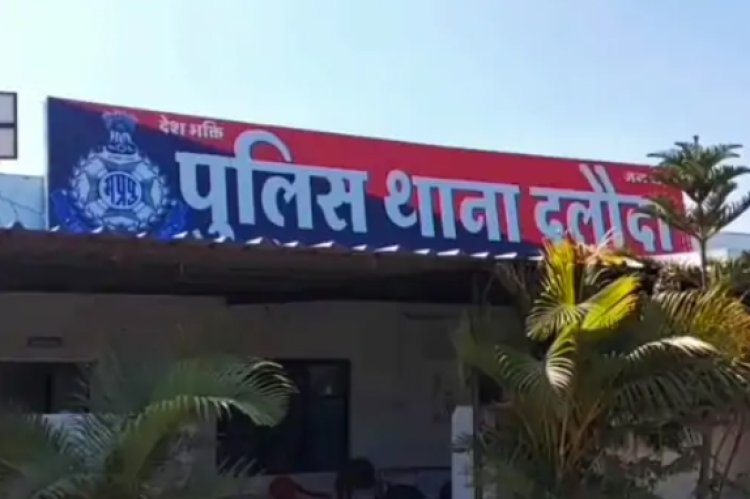 देश भक्ति
पुलिस थाना दलौदा